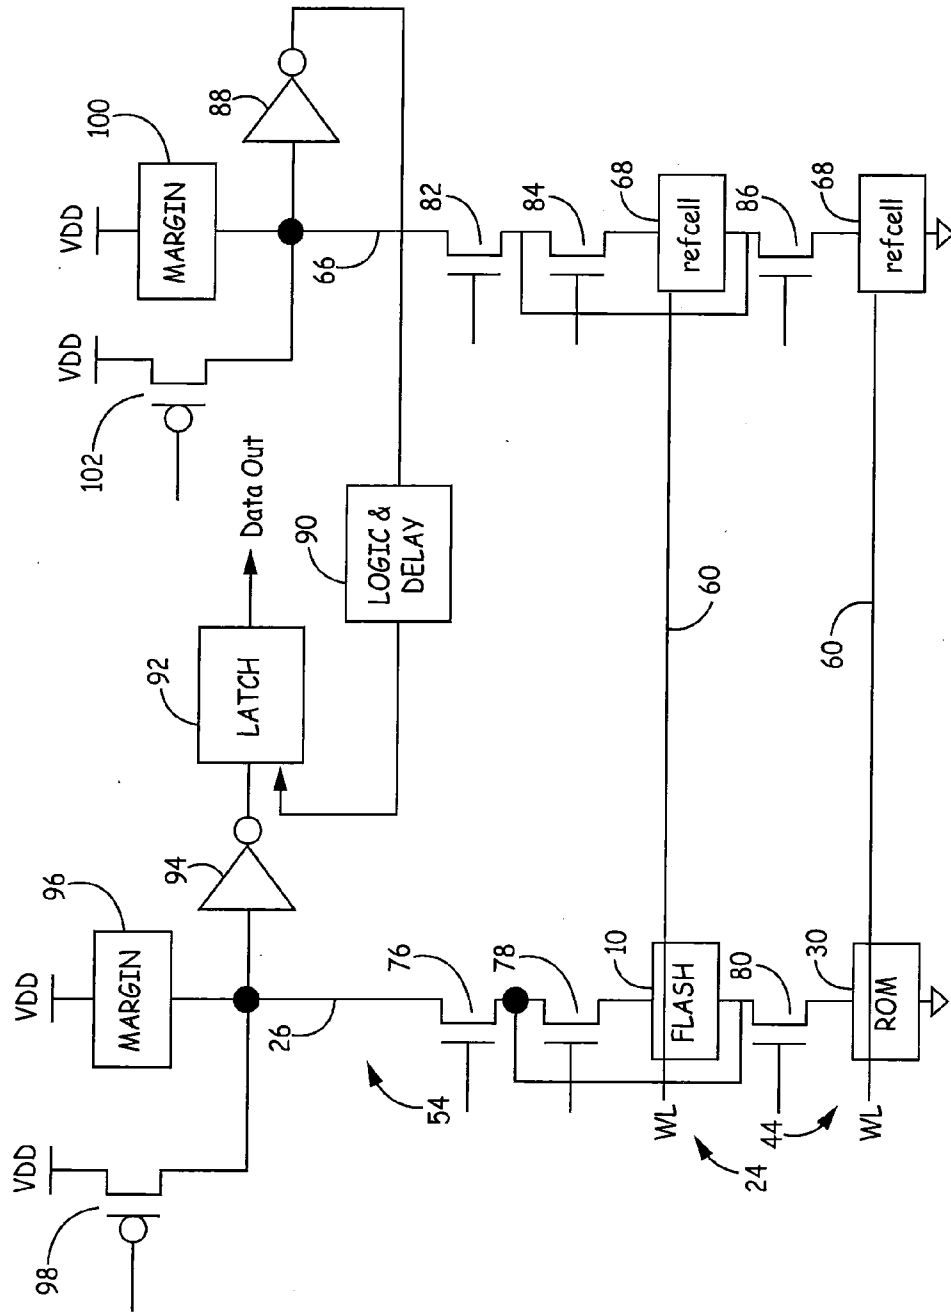 VDD
98
VDD
MARGIN
96
26
94
LATCH
92
Data Out
LOGIC &
DELAY
90
VDD
102
VDD
MARGIN
100
88
66
54
76
78
82
84
WL
FLASH
10
60
refcell
68
24
44
80
86
WL
ROM
30
60
refcell
68